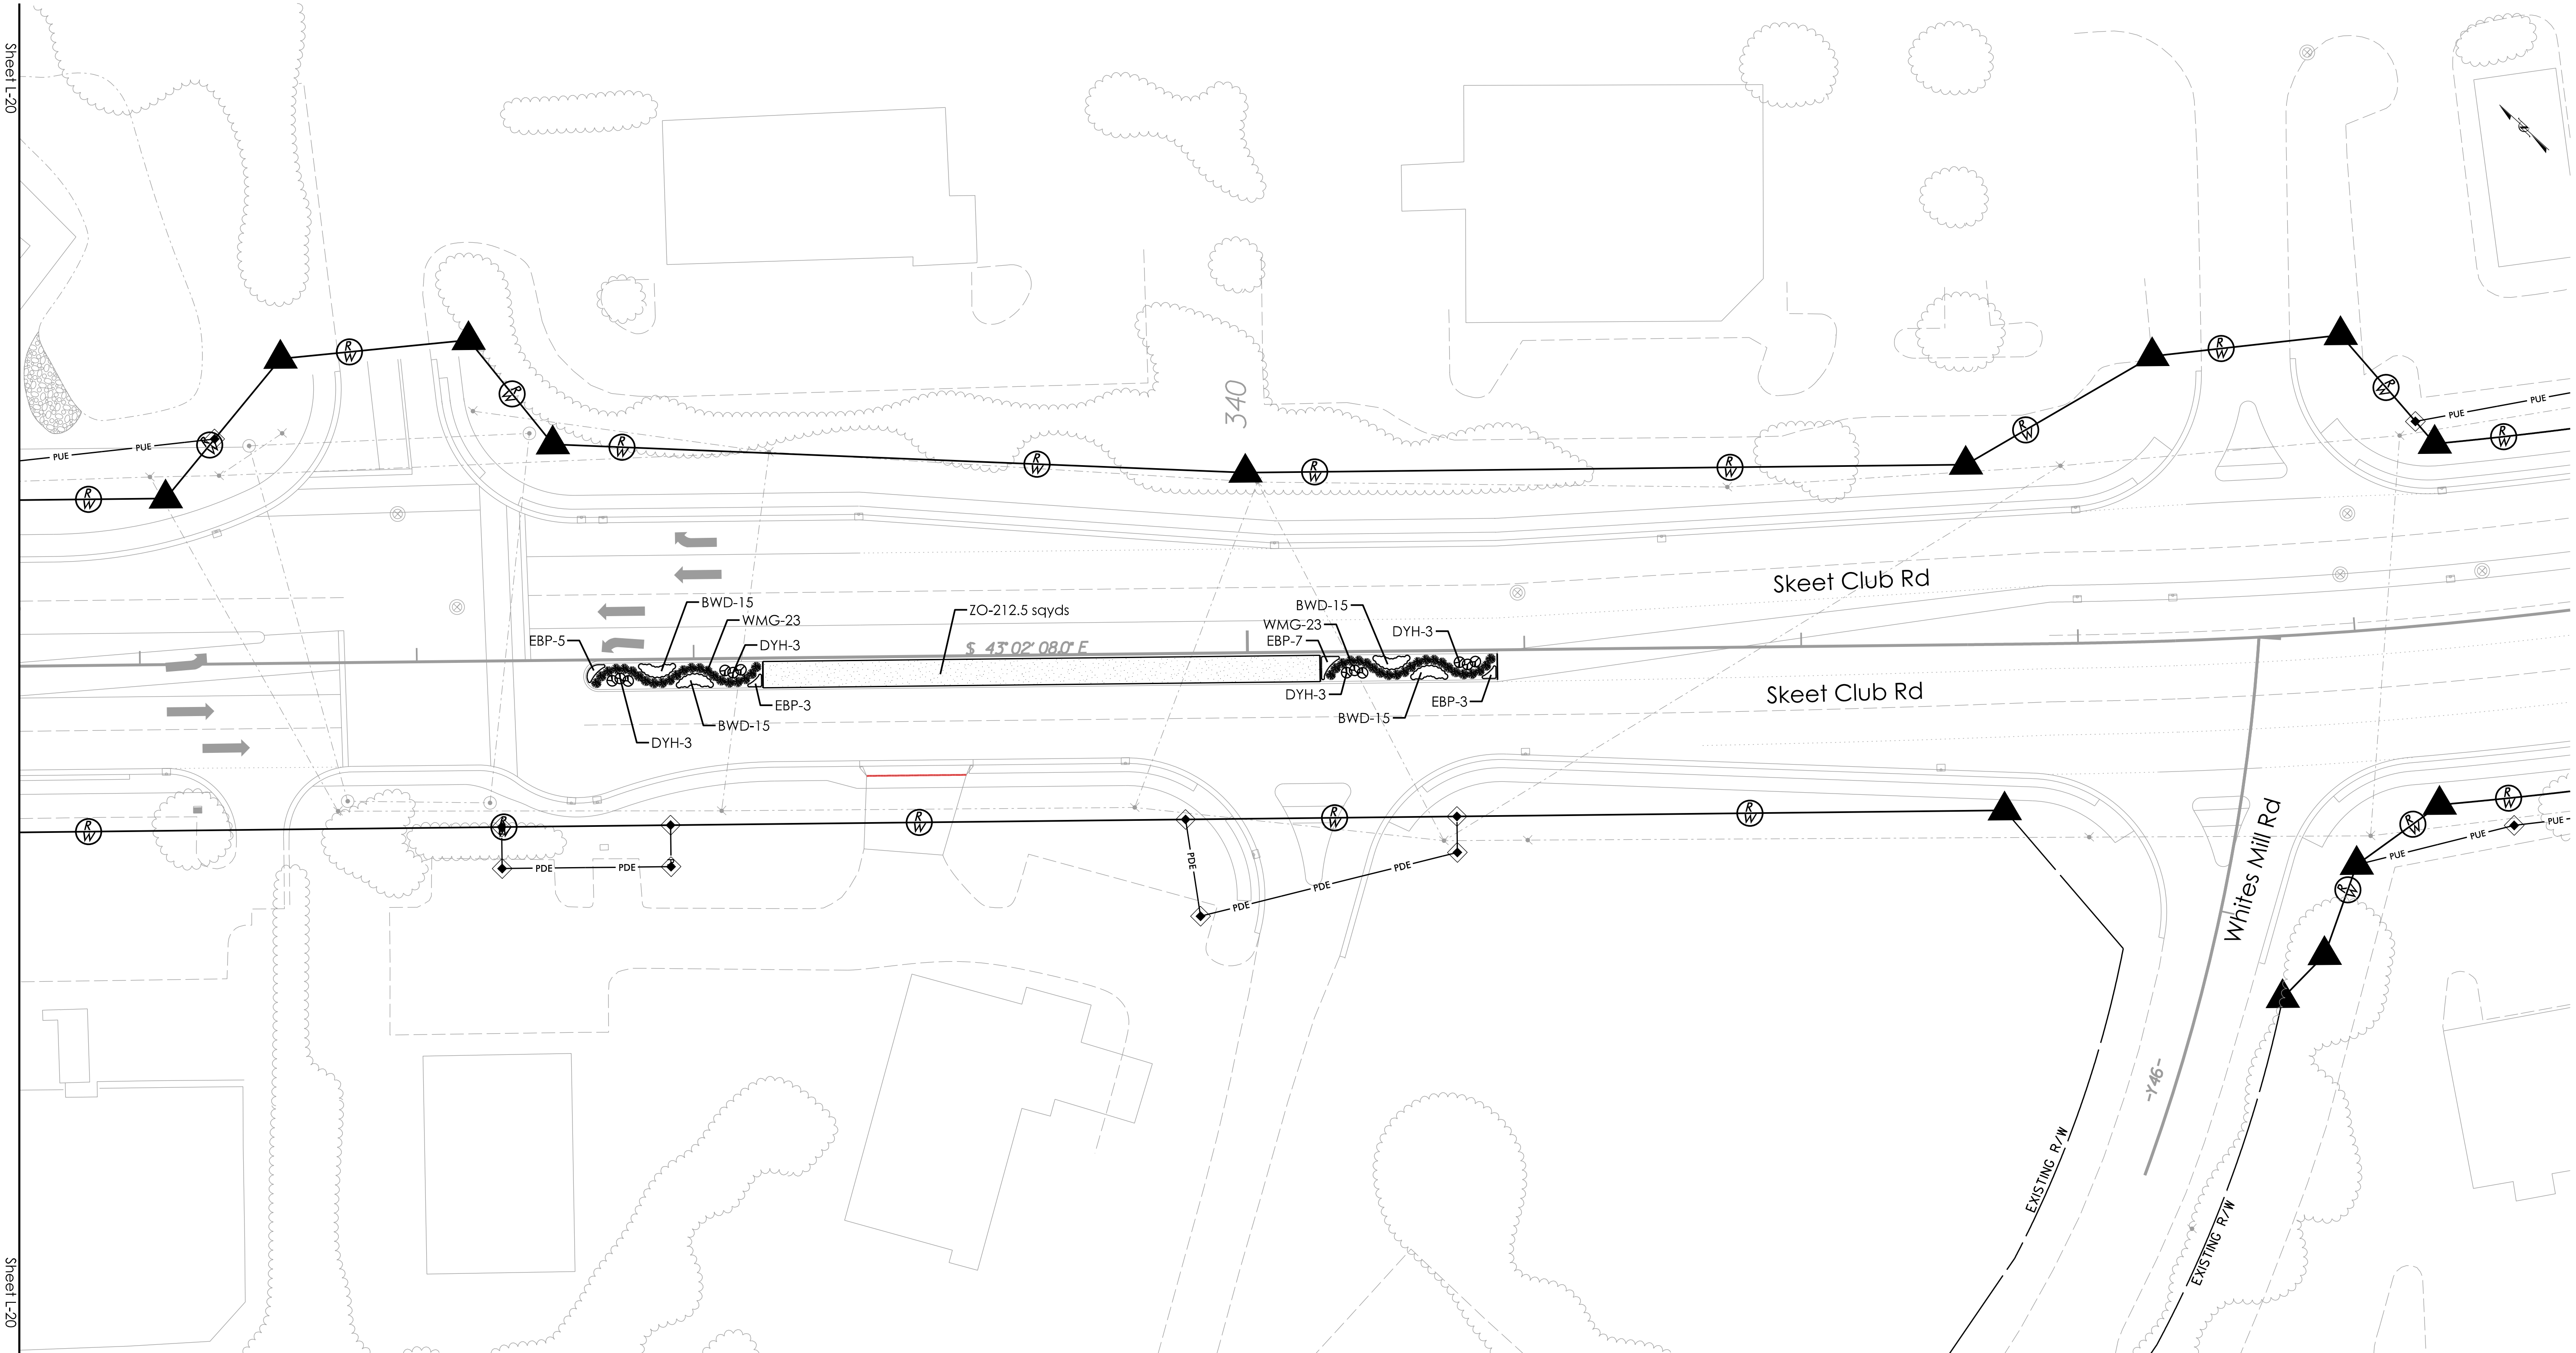 Sheet L-20
340
R/W
R/W
R/W
R/W
R/W
R/W
R/W
R/W
R/W
R/W
R/W
R/W
R/W
PUE
PUE
PUE
PUE
Skeet Club Rd
BWD-15
WMG-23
EBP-5
DYH-3
ZO-212.5 sqyds
S 43° 02' 08.0" E
BWD-15
WMG-23
EBP-7
DYH-3
EBP-3
BWD-15
DYH-3
DYH-3
EBP-3
BWD-15
Skeet Club Rd
R/W
R/W
R/W
R/W
R/W
R/W
R/W
R/W
PDE
PDE
PDE
PDE
PDE
PDE
PUE
PUE
PUE
Whites Mill Rd
-Y46-
EXISTING R/W
EXISTING R/W
Sheet L-20